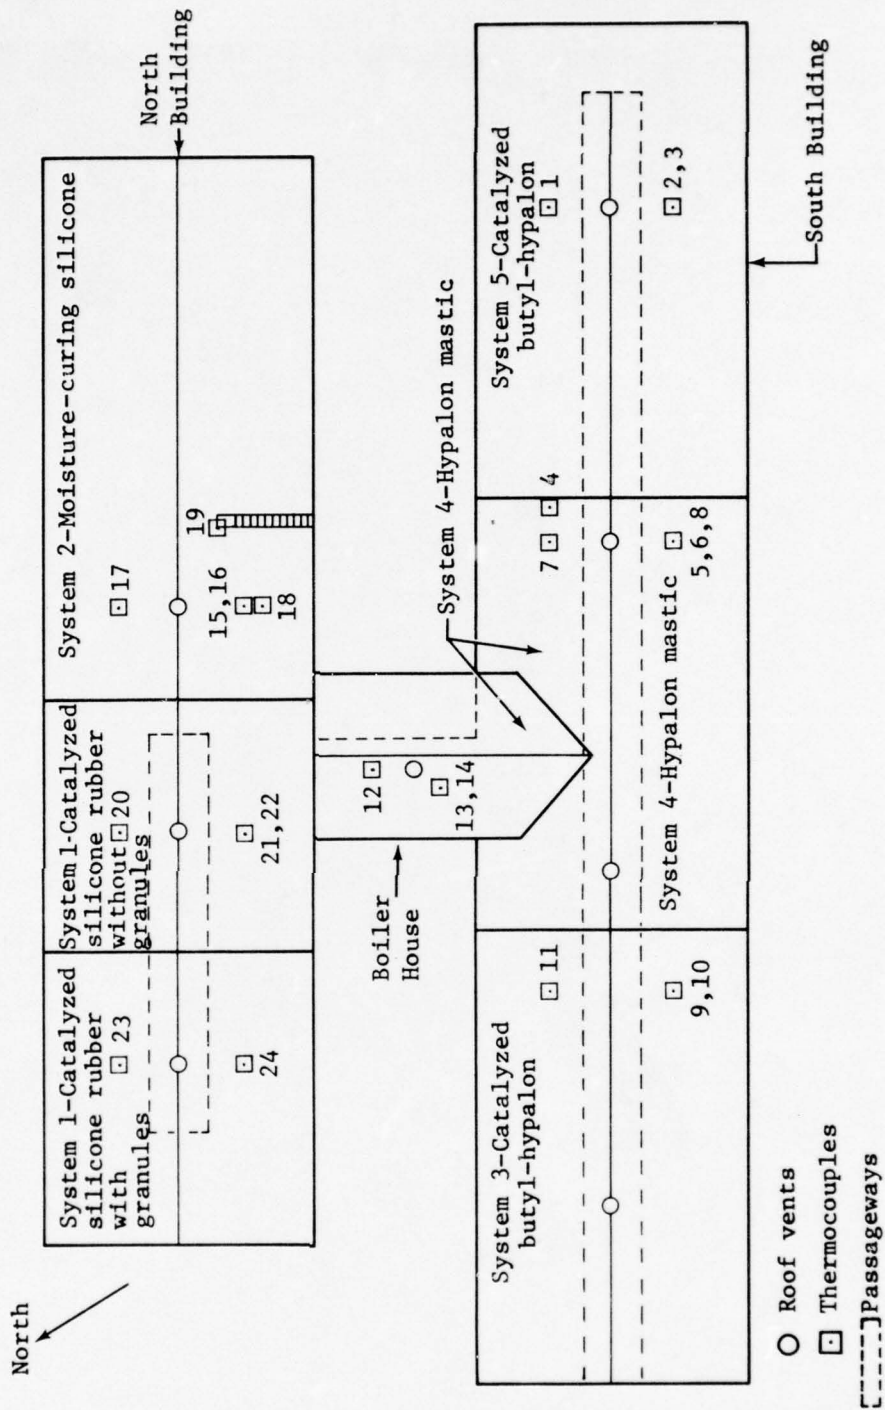 North
North
Building
System 1-Catalyzed
silicone rubber
with
granules
23
24
System 1-Catalyzed
silicone rubber
without
granules
20
21,22
System 2-Moisture-curing silicone
17
15,16
18
19
Boiler
House
12
13,14
System 4-Hypalon mastic
System 3-Catalyzed
butyl-hypalon
11
9,10
System 4-Hypalon mastic
7
4
5,6,8
System 5-Catalyzed
butyl-hypalon
1
2,3
South Building
Roof vents
Thermocouples
Passageways